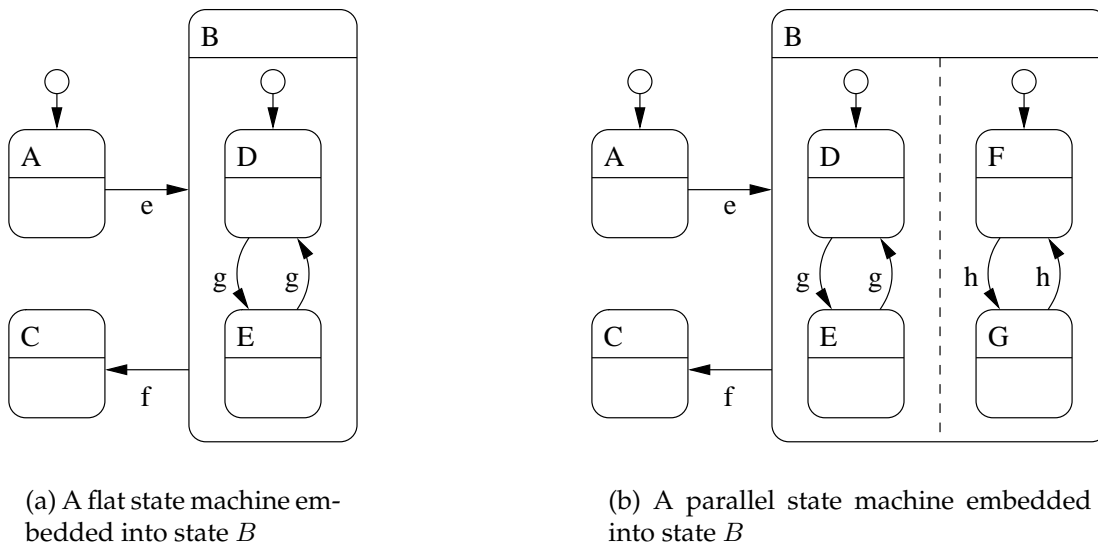 B
A
D
e
g g
C
E
f
(a) A flat state machine em-
bedded into state B
B
A
D
F
e
g g
h h
C
E
G
f
(b) A parallel state machine embedded
into state B